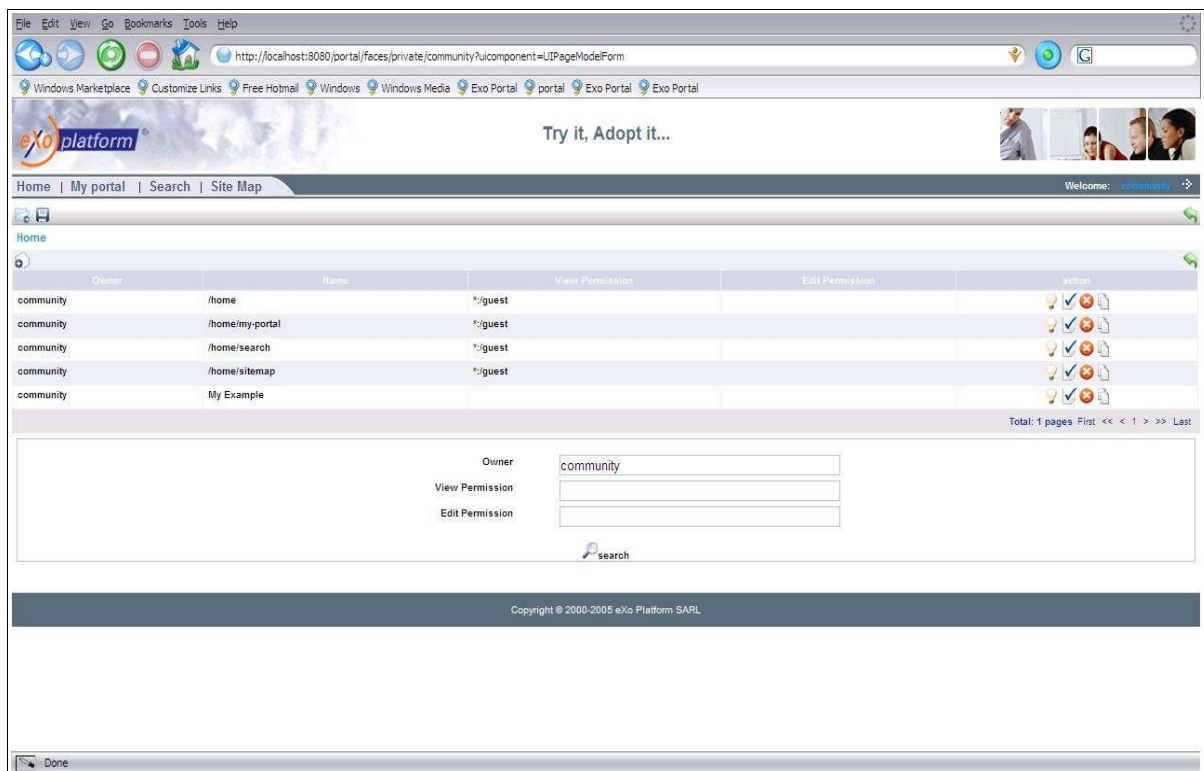 File Edit View Go Bookmarks Tools Help
http://localhost:8080/portal/faces/private/community?uicomponent=UIPageModelForm
G
Windows Marketplace Customize Links Free Hotmail Windows Windows Media Exo Portal portal Exo Portal Exo Portal
eXo platform ®
Try it, Adopt it...
Home | My portal | Search | Site Map
Welcome: community
Home
Owner Name View Permission Edit Permission action
community /home *:/guest
community /home/my-portal *:/guest
community /home/search *:/guest
community /home/sitemap *:/guest
community My Example
Total: 1 pages First << < 1 > >> Last
Owner community
View Permission
Edit Permission
search
Copyright © 2000-2005 eXo Platform SARL
Done